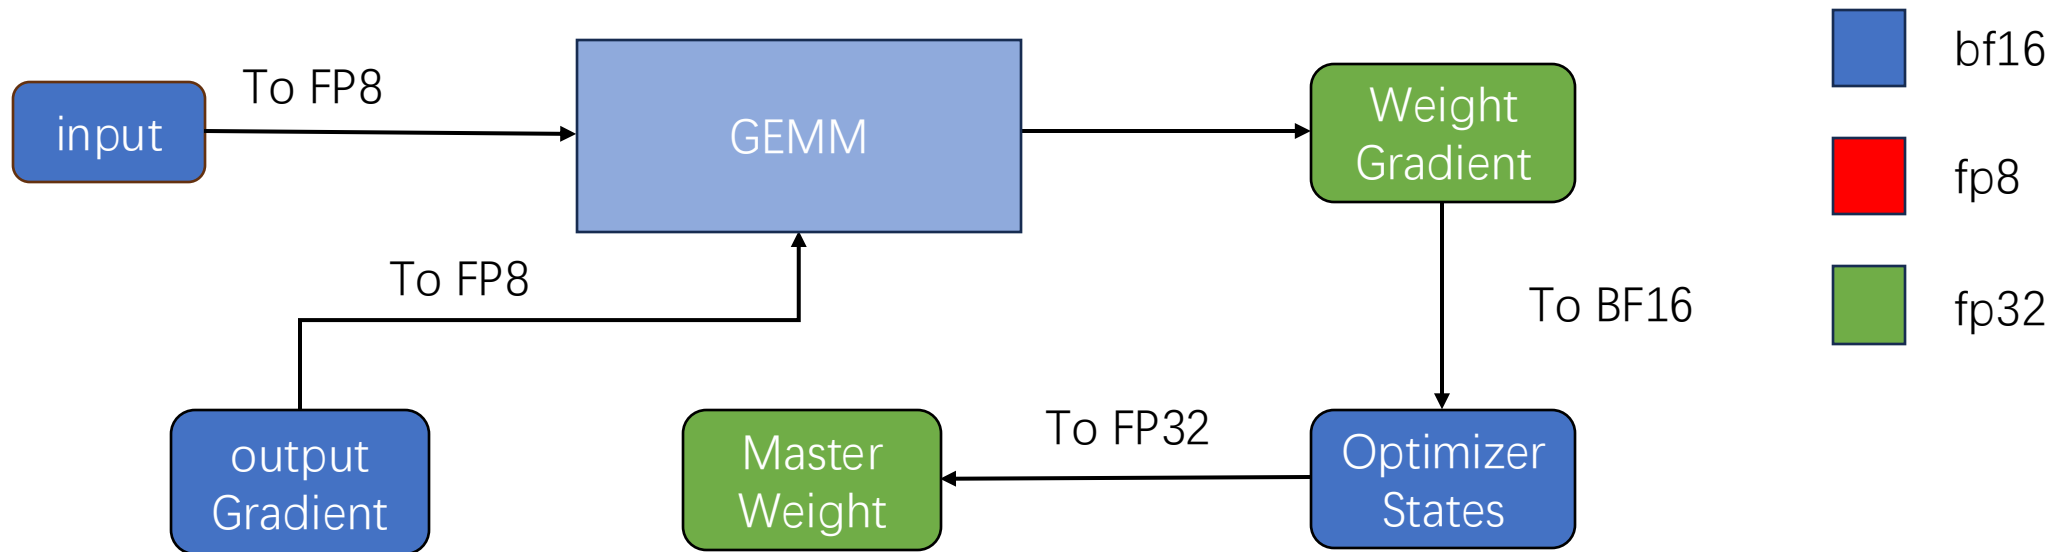 input
To FP8
GEMM
Weight
Gradient
To FP8
To BF16
output
Gradient
Master
Weight
To FP32
Optimizer
States
bf16
fp8
fp32